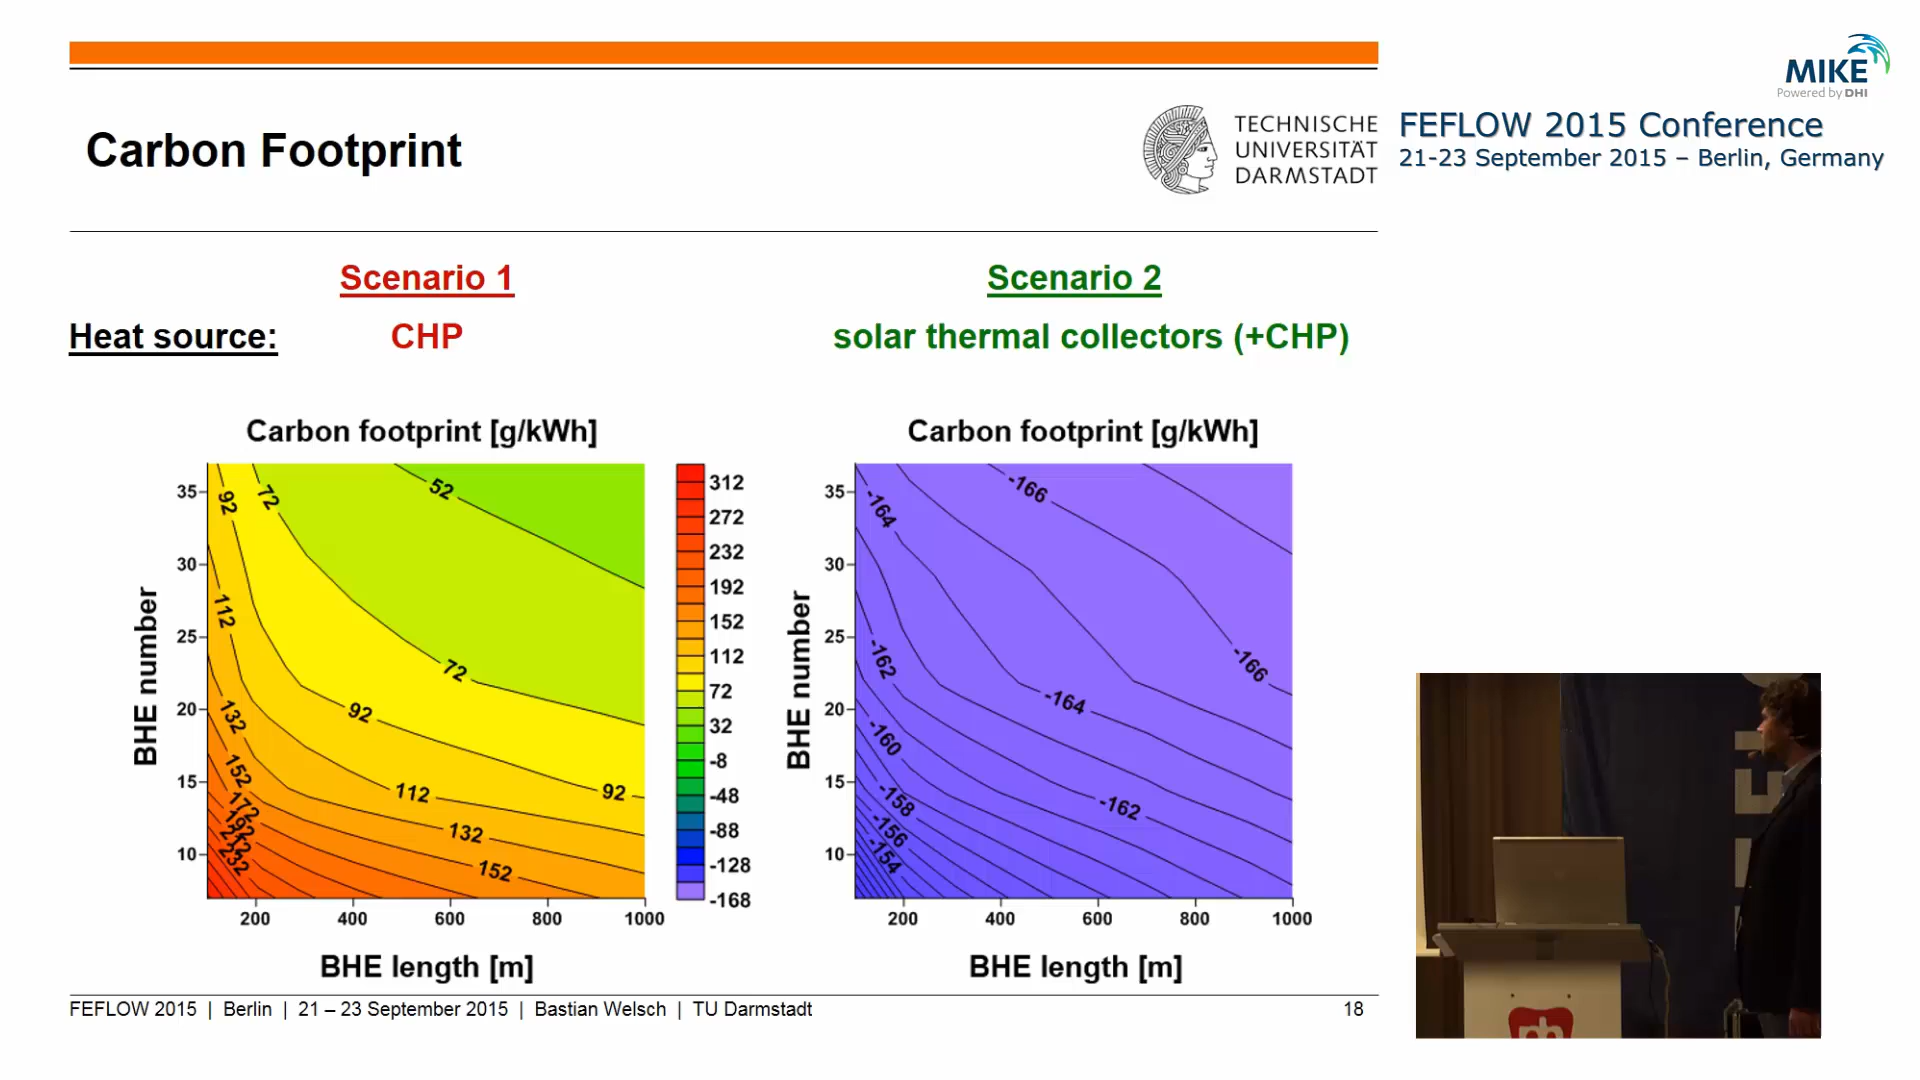 MIKE
Powered by DHI
FEFLOW 2015 Conference
21-23 September 2015 – Berlin, Germany
Carbon Footprint
TECHNISCHE
UNIVERSITÄT
DARMSTADT
Scenario 1
Scenario 2
Heat source:
CHP
solar thermal collectors (+CHP)
Carbon footprint [g/kWh]
35
30
25
20
15
10
BHE number
200 400 600 800 1000
BHE length [m]
92
72
52
112
72
132
92
152
112
92
172
192
212
232
132
152
312
272
232
192
152
112
72
32
-8
-48
-88
-128
-168
Carbon footprint [g/kWh]
35
30
25
20
15
10
BHE number
200 400 600 800 1000
BHE length [m]
-164
-166
-162
-166
-164
-160
-158
-162
-156
-154
FEFLOW 2015 | Berlin | 21 – 23 September 2015 | Bastian Welsch | TU Darmstadt
18